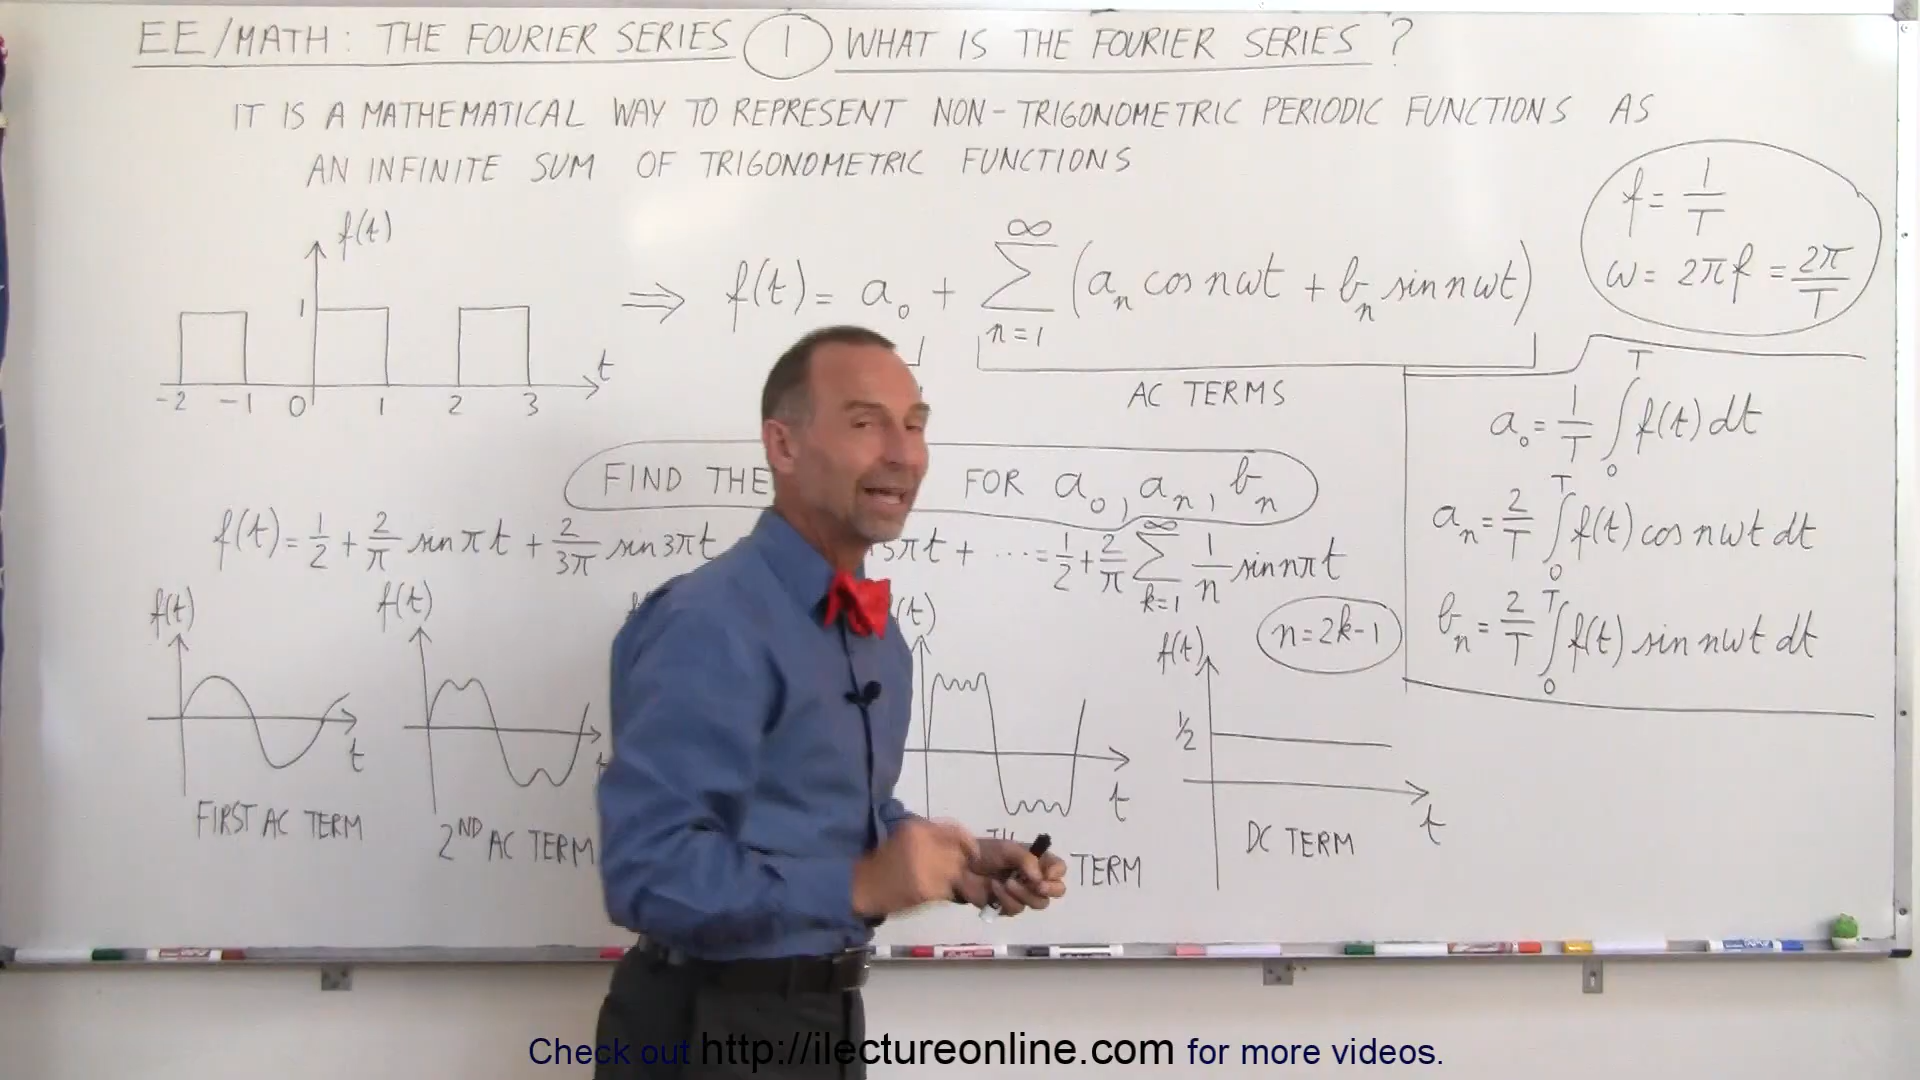 EE/MATH: THE FOURIER SERIES 1 WHAT IS THE FOURIER SERIES?
IT IS A MATHEMATICAL WAY TO REPRESENT NON-TRIGONOMETRIC PERIODIC FUNCTIONS AS
AN INFINITE SUM OF TRIGONOMETRIC FUNCTIONS
f = 1/T
ω = 2πf = 2π/T
f(t)
1
-2 -1 0 1 2 3 t
⇒ f(t) = a₀ + ∑_{n=1}^{∞} (aₙ cos nωt + bₙ sin nωt)
AC TERMS
a₀ = 1/T ∫₀ᵀ f(t) dt
aₙ = 2/T ∫₀ᵀ f(t) cos nωt dt
bₙ = 2/T ∫₀ᵀ f(t) sin nωt dt
FIND THE FOR a₀, aₙ, bₙ
f(t) = 1/2 + 2/π sin πt + 2/3π sin 3πt 5πt + ... = 1/2 + 2/π ∑_{k=1}^{∞} 1/n sin nπt
n = 2k-1
f(t)
t
FIRST AC TERM
f(t)
t
2ND AC TERM
(t)
t
TH TERM
f(t)
1/2
t
DC TERM
Check out http://ilectureonline.com for more videos.